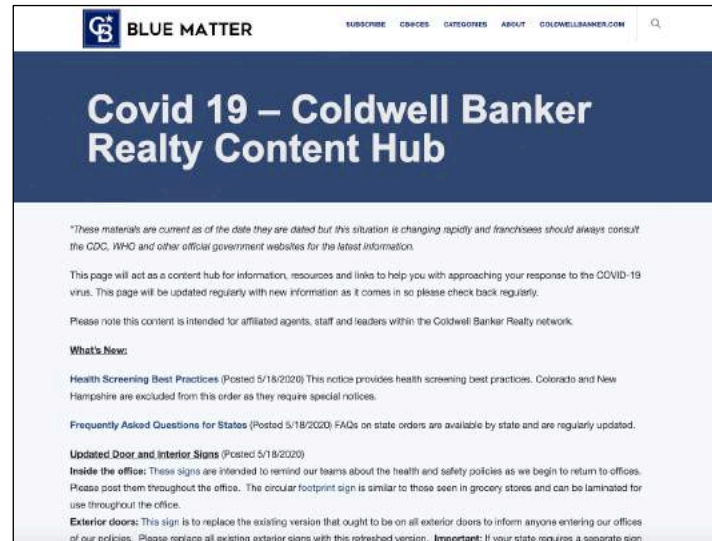 CB BLUE MATTER
SUBSCRIBE CB@CES CATEGORIES ABOUT COLDWELLBANKER.COM
Covid 19 – Coldwell Banker
Realty Content Hub
*These materials are current as of the date they are dated but this situation is changing rapidly and franchisees should always consult
the CDC, WHO and other official government websites for the latest information.
This page will act as a content hub for information, resources and links to help you with approaching your response to the COVID-19
virus. This page will be updated regularly with new information as it comes in so please check back regularly.
Please note this content is intended for affiliated agents, staff and leaders within the Coldwell Banker Realty network.
What's New:
Health Screening Best Practices (Posted 5/18/2020) This notice provides health screening best practices. Colorado and New
Hampshire are excluded from this order as they require special notices.
Frequently Asked Questions for States (Posted 5/18/2020) FAQs on state orders are available by state and are regularly updated.
Updated Door and Interior Signs (Posted 5/18/2020)
Inside the office: These signs are intended to remind our teams about the health and safety policies as we begin to return to offices.
Please post them throughout the office. The circular footprint sign is similar to those seen in grocery stores and can be laminated for
use throughout the office.
Exterior doors: This sign is to replace the existing version that ought to be on all exterior doors to inform anyone entering our offices
of our policies. Please replace all existing exterior signs with this refreshed version. Important: If your state requires a separate sign